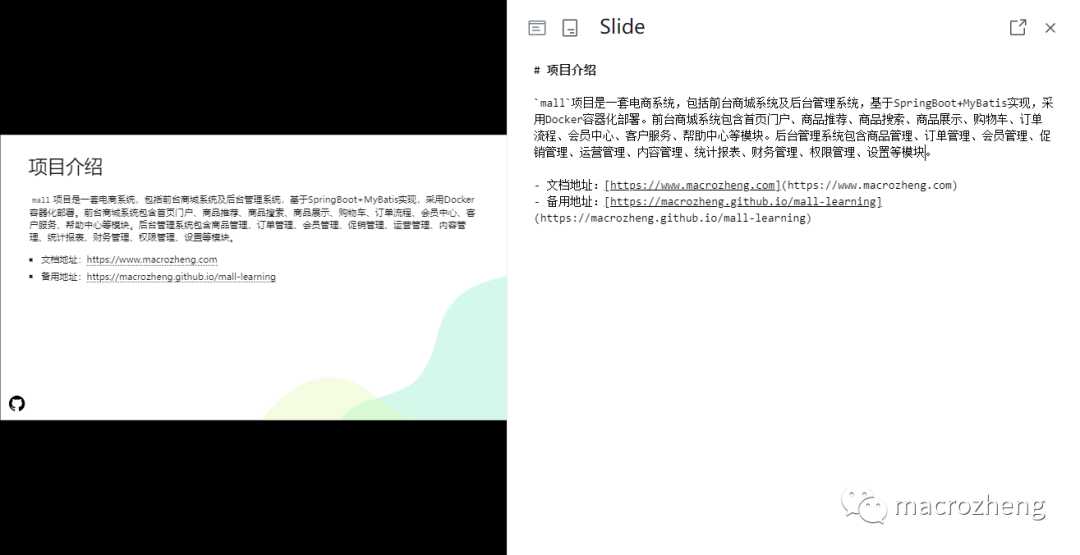 项目介绍
mall 项目是一套电商系统，包括前台商城系统及后台管理系统，基于SpringBoot+MyBatis实现，采用Docker
容器化部署。前台商城系统包含首页门户、商品推荐、商品搜索、商品展示、购物车、订单流程、会员中心、客
户服务、帮助中心等模块。后台管理系统包含商品管理、订单管理、会员管理、促销管理、运营管理、内容管
理、统计报表、财务管理、权限管理、设置等模块。
▪ 文档地址：https://www.macrozheng.com
▪ 备用地址：https://macrozheng.github.io/mall-learning
Slide
# 项目介绍
`mall`项目是一套电商系统，包括前台商城系统及后台管理系统，基于SpringBoot+MyBatis实现，采
用Docker容器化部署。前台商城系统包含首页门户、商品推荐、商品搜索、商品展示、购物车、订单
流程、会员中心、客户服务、帮助中心等模块。后台管理系统包含商品管理、订单管理、会员管理、促
销管理、运营管理、内容管理、统计报表、财务管理、权限管理、设置等模块。
- 文档地址：[https://www.macrozheng.com](https://www.macrozheng.com)
- 备用地址：[https://macrozheng.github.io/mall-learning]
(https://macrozheng.github.io/mall-learning)
macrozheng